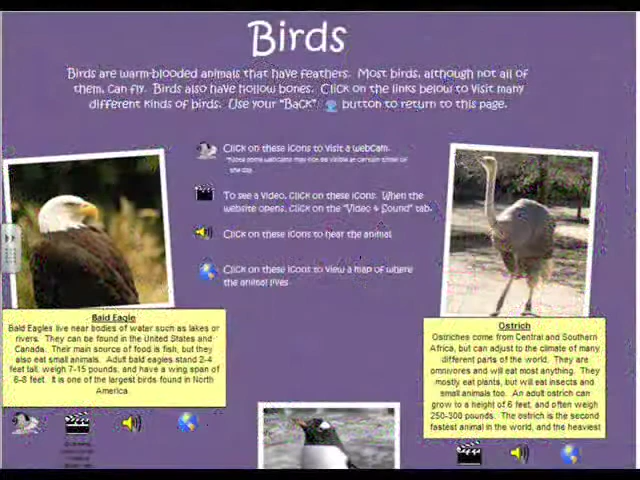 Birds
Birds are warm-blooded animals that have feathers. Most birds, although not all of
them, can fly. Birds also have hollow bones. Click on the links below to visit many
different kinds of birds. Use your "Back" button to return to this page.
Click on these icons to visit a webcam.
To see a video, click on these icons. When the
website opens, click on the "Video & Sound" tab.
Click on these icons to hear the animal
Click on these icons to view a map of where
the animal lives
Bald Eagle
Bald Eagles live near bodies of water such as lakes or
rivers. They can be found in the United States and
Canada. Their main source of food is fish, but they
also eat small animals. Adult bald eagles stand 2-4
feet tall, weigh 7-15 pounds, and have a wing span of
6-8 feet. It is one of the largest birds found in North
America.
Ostrich
Ostriches come from Central and Southern
Africa, but can adjust to the climate of many
different parts of the world. They are
omnivores and will eat most anything. They
mostly eat plants, but will eat insects and
small animals too. An adult ostrich can
grow to a height of 6 feet, and often weigh
250-300 pounds. The ostrich is the second
fastest animal in the world, and the heaviest